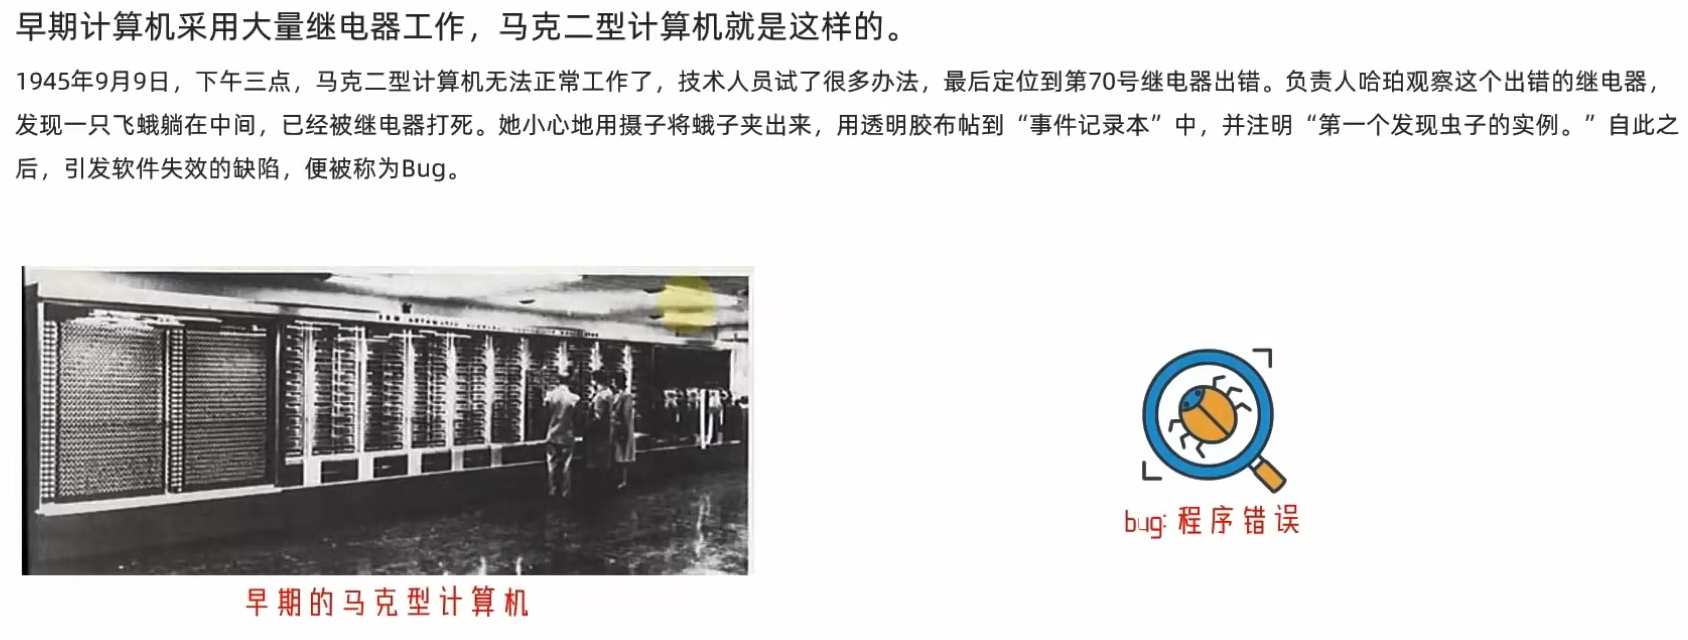 早期计算机采用大量继电器工作，马克二型计算机就是这样的。
1945年9月9日，下午三点，马克二型计算机无法正常工作了，技术人员试了很多办法，最后定位到第70号继电器出错。负责人哈珀观察这个出错的继电器，
发现一只飞蛾躺在中间，已经被继电器打死。她小心地用摄子将蛾子夹出来，用透明胶布帖到“事件记录本”中，并注明“第一个发现虫子的实例。”自此之
后，引发软件失效的缺陷，便被称为Bug。
早期的马克型计算机
bug: 程序错误